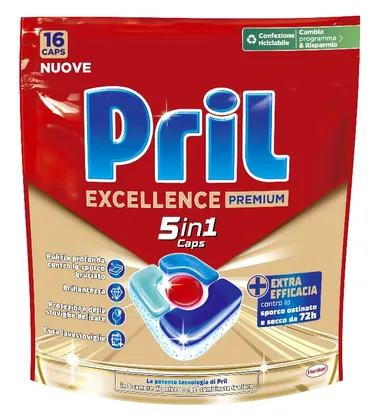 16
CAPS
NUOVE
Confezione
riciclabile
Cambia
programma
& Risparmia
Pril
EXCELLENCE PREMIUM
5in1
Caps
Pulizia profonda
contro lo sporco
bruciato
Brillantezza
Protezione delle
stoviglie delicate
Cura lavastoviglie
+ EXTRA
EFFICACIA
contro lo
sporco ostinato
e secco da 72h
La potente tecnologia di Pril
Henkel